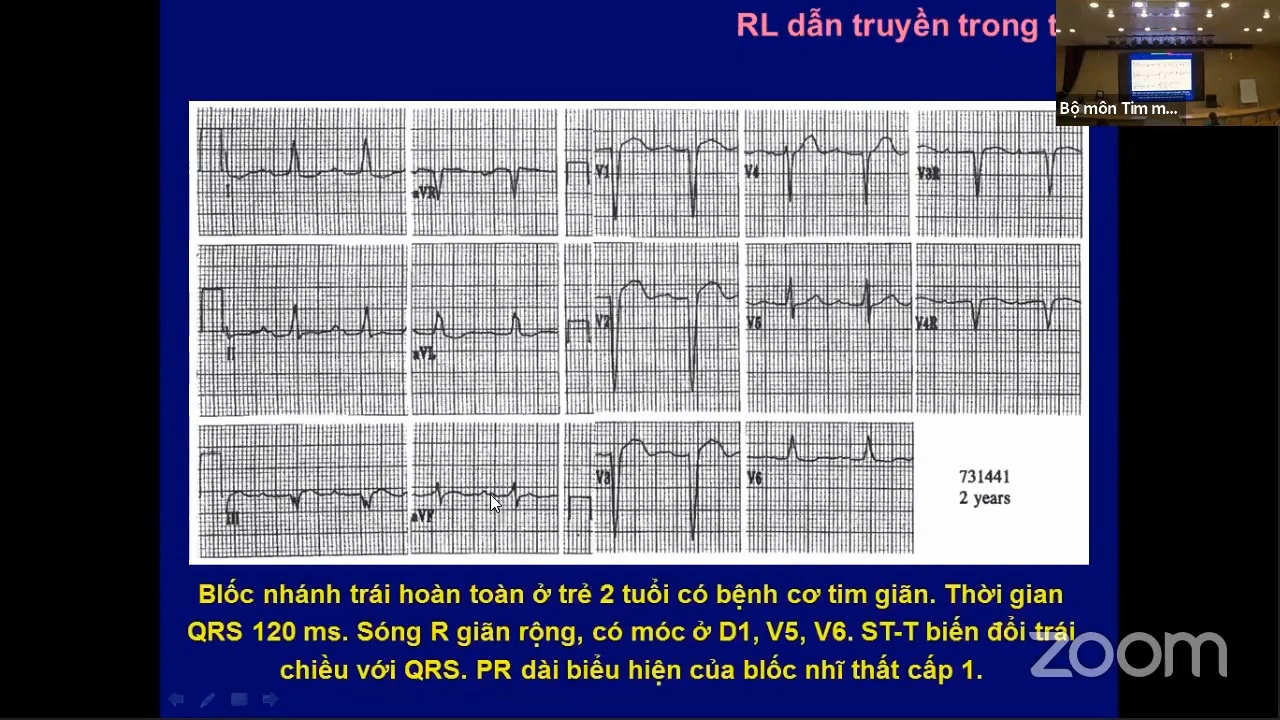 RL dẫn truyền trong t
Bộ môn Tim m...
I
aVR
V1
V4
V3R
II
aVL
V2
V5
V4R
III
aVF
V3
V6
731441
2 years
Blốc nhánh trái hoàn toàn ở trẻ 2 tuổi có bệnh cơ tim giãn. Thời gian
QRS 120 ms. Sóng R giãn rộng, có móc ở D1, V5, V6. ST-T biến đổi trái
chiều với QRS. PR dài biểu hiện của blốc nhĩ thất cấp 1.
zoom